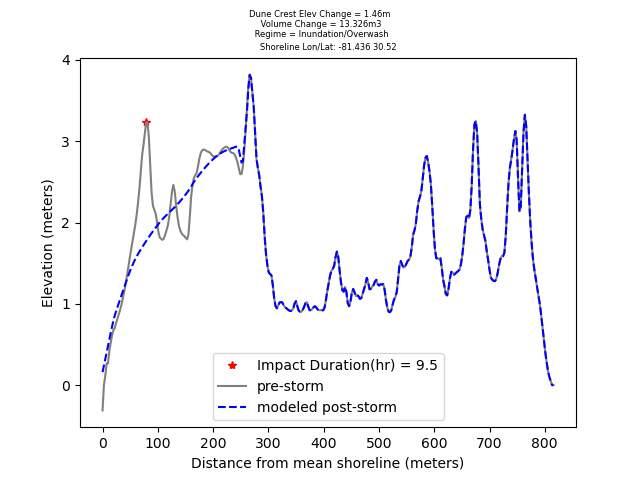 Dune Crest Elev Change = 1.46m
Volume Change = 13.326m3
Regime = Inundation/Overwash
Shoreline Lon/Lat: -81.436 30.52
4
3
2
1
0
Elevation (meters)
Impact Duration(hr) = 9.5
pre-storm
modeled post-storm
0 100 200 300 400 500 600 700 800
Distance from mean shoreline (meters)